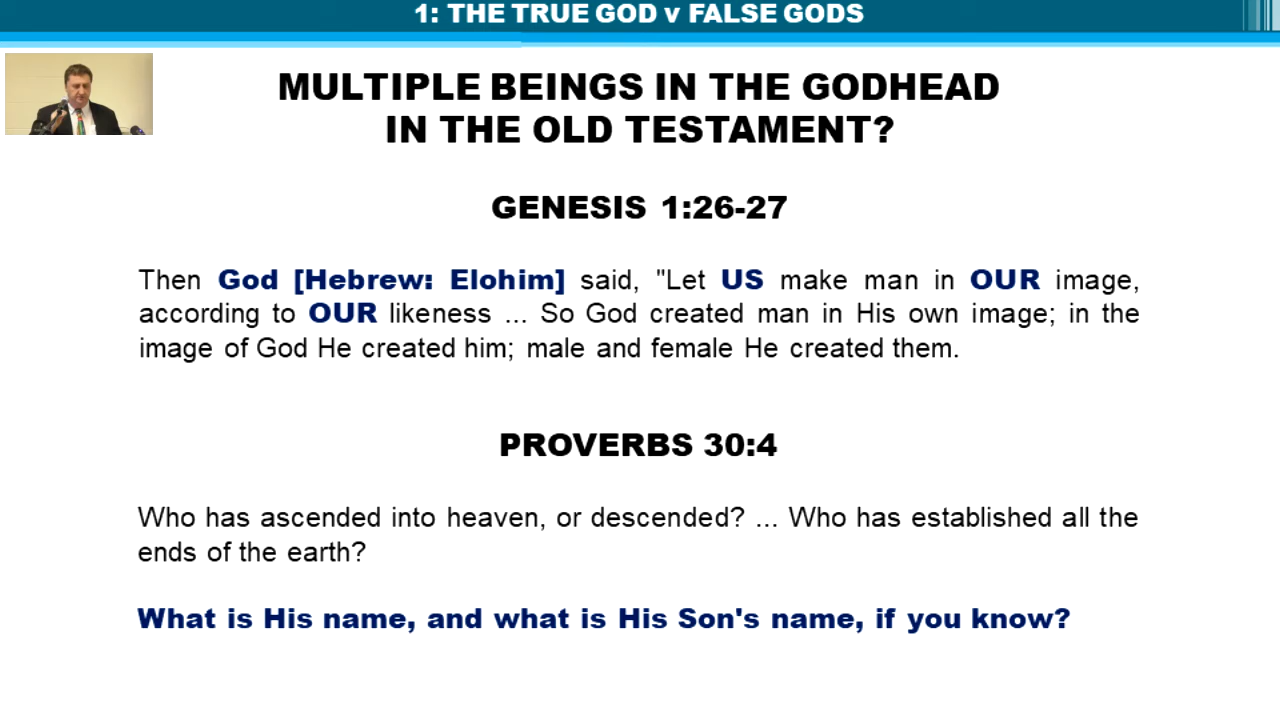 1: THE TRUE GOD v FALSE GODS
MULTIPLE BEINGS IN THE GODHEAD
IN THE OLD TESTAMENT?
GENESIS 1:26-27
Then God [Hebrew: Elohim] said, "Let US make man in OUR image,
according to OUR likeness ... So God created man in His own image; in the
image of God He created him; male and female He created them.
PROVERBS 30:4
Who has ascended into heaven, or descended? ... Who has established all the
ends of the earth?
What is His name, and what is His Son's name, if you know?